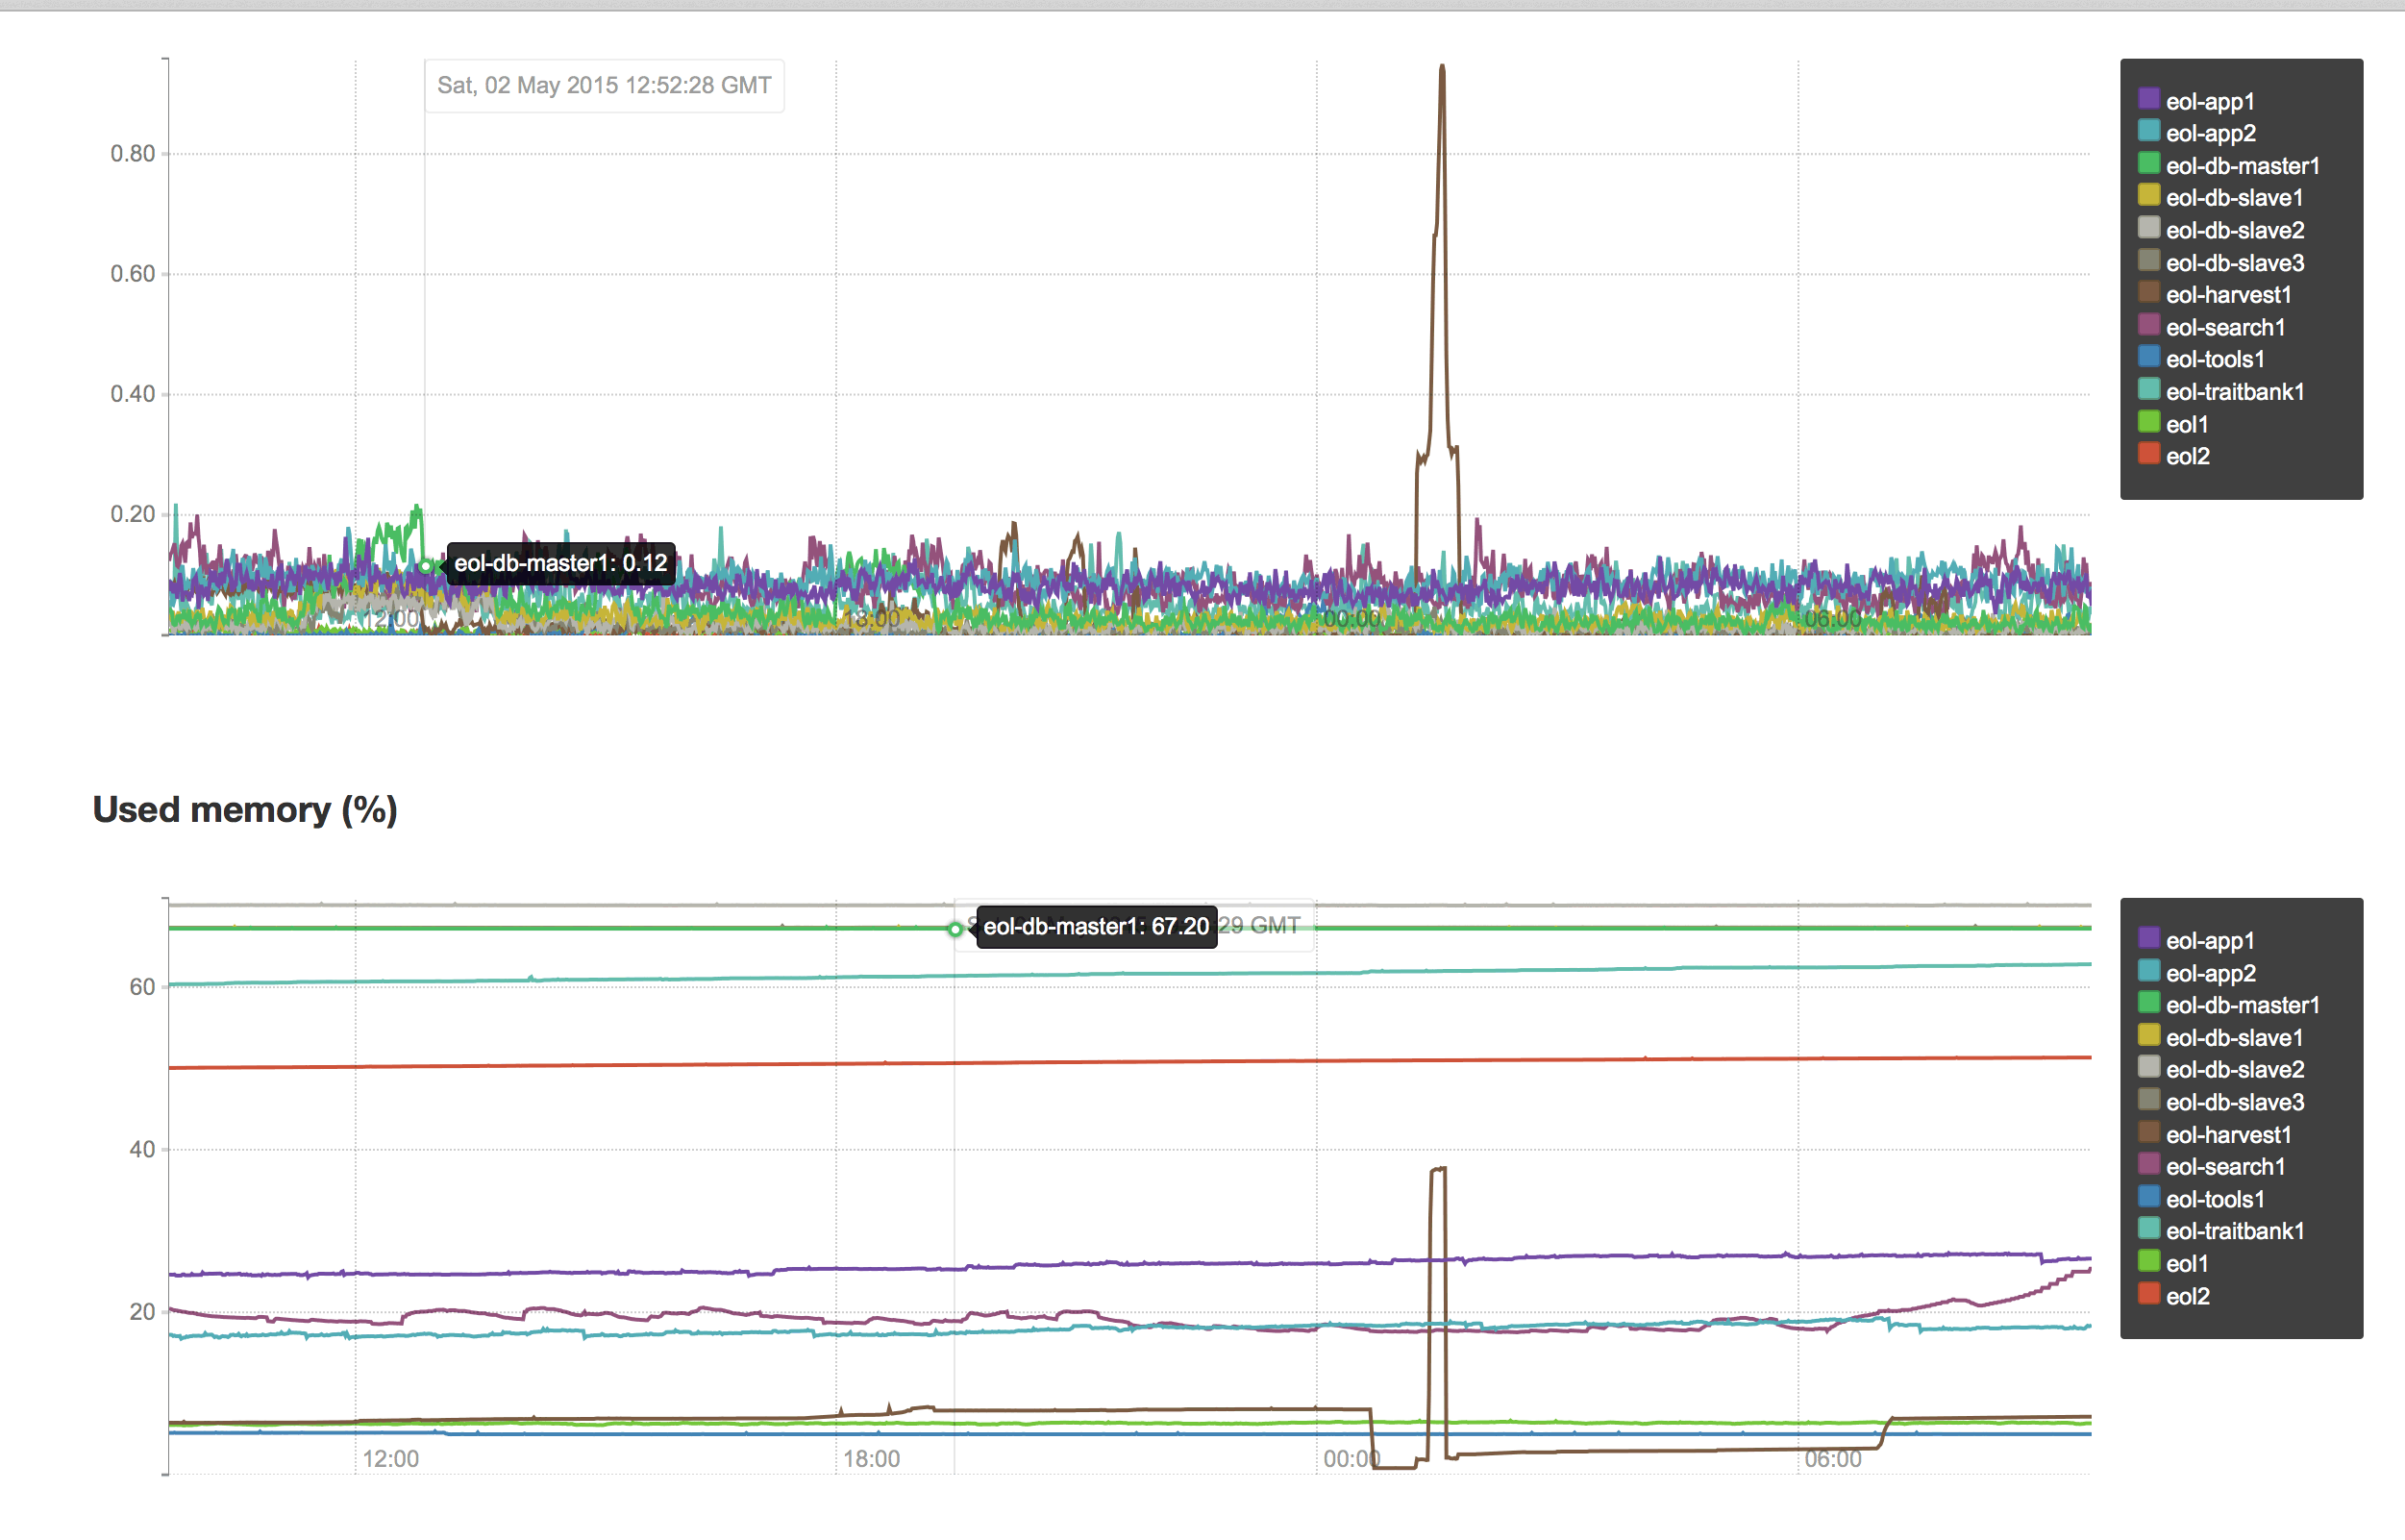 Sat, 02 May 2015 12:52:28 GMT
0.80
0.60
0.40
0.20
eol-db-master1: 0.12
12:00
18:00
00:00
06:00
eol-app1
eol-app2
eol-db-master1
eol-db-slave1
eol-db-slave2
eol-db-slave3
eol-harvest1
eol-search1
eol-tools1
eol-traitbank1
eol1
eol2
Used memory (%)
eol-db-master1: 67.20
29 GMT
60
40
20
12:00
18:00
00:00
06:00
eol-app1
eol-app2
eol-db-master1
eol-db-slave1
eol-db-slave2
eol-db-slave3
eol-harvest1
eol-search1
eol-tools1
eol-traitbank1
eol1
eol2